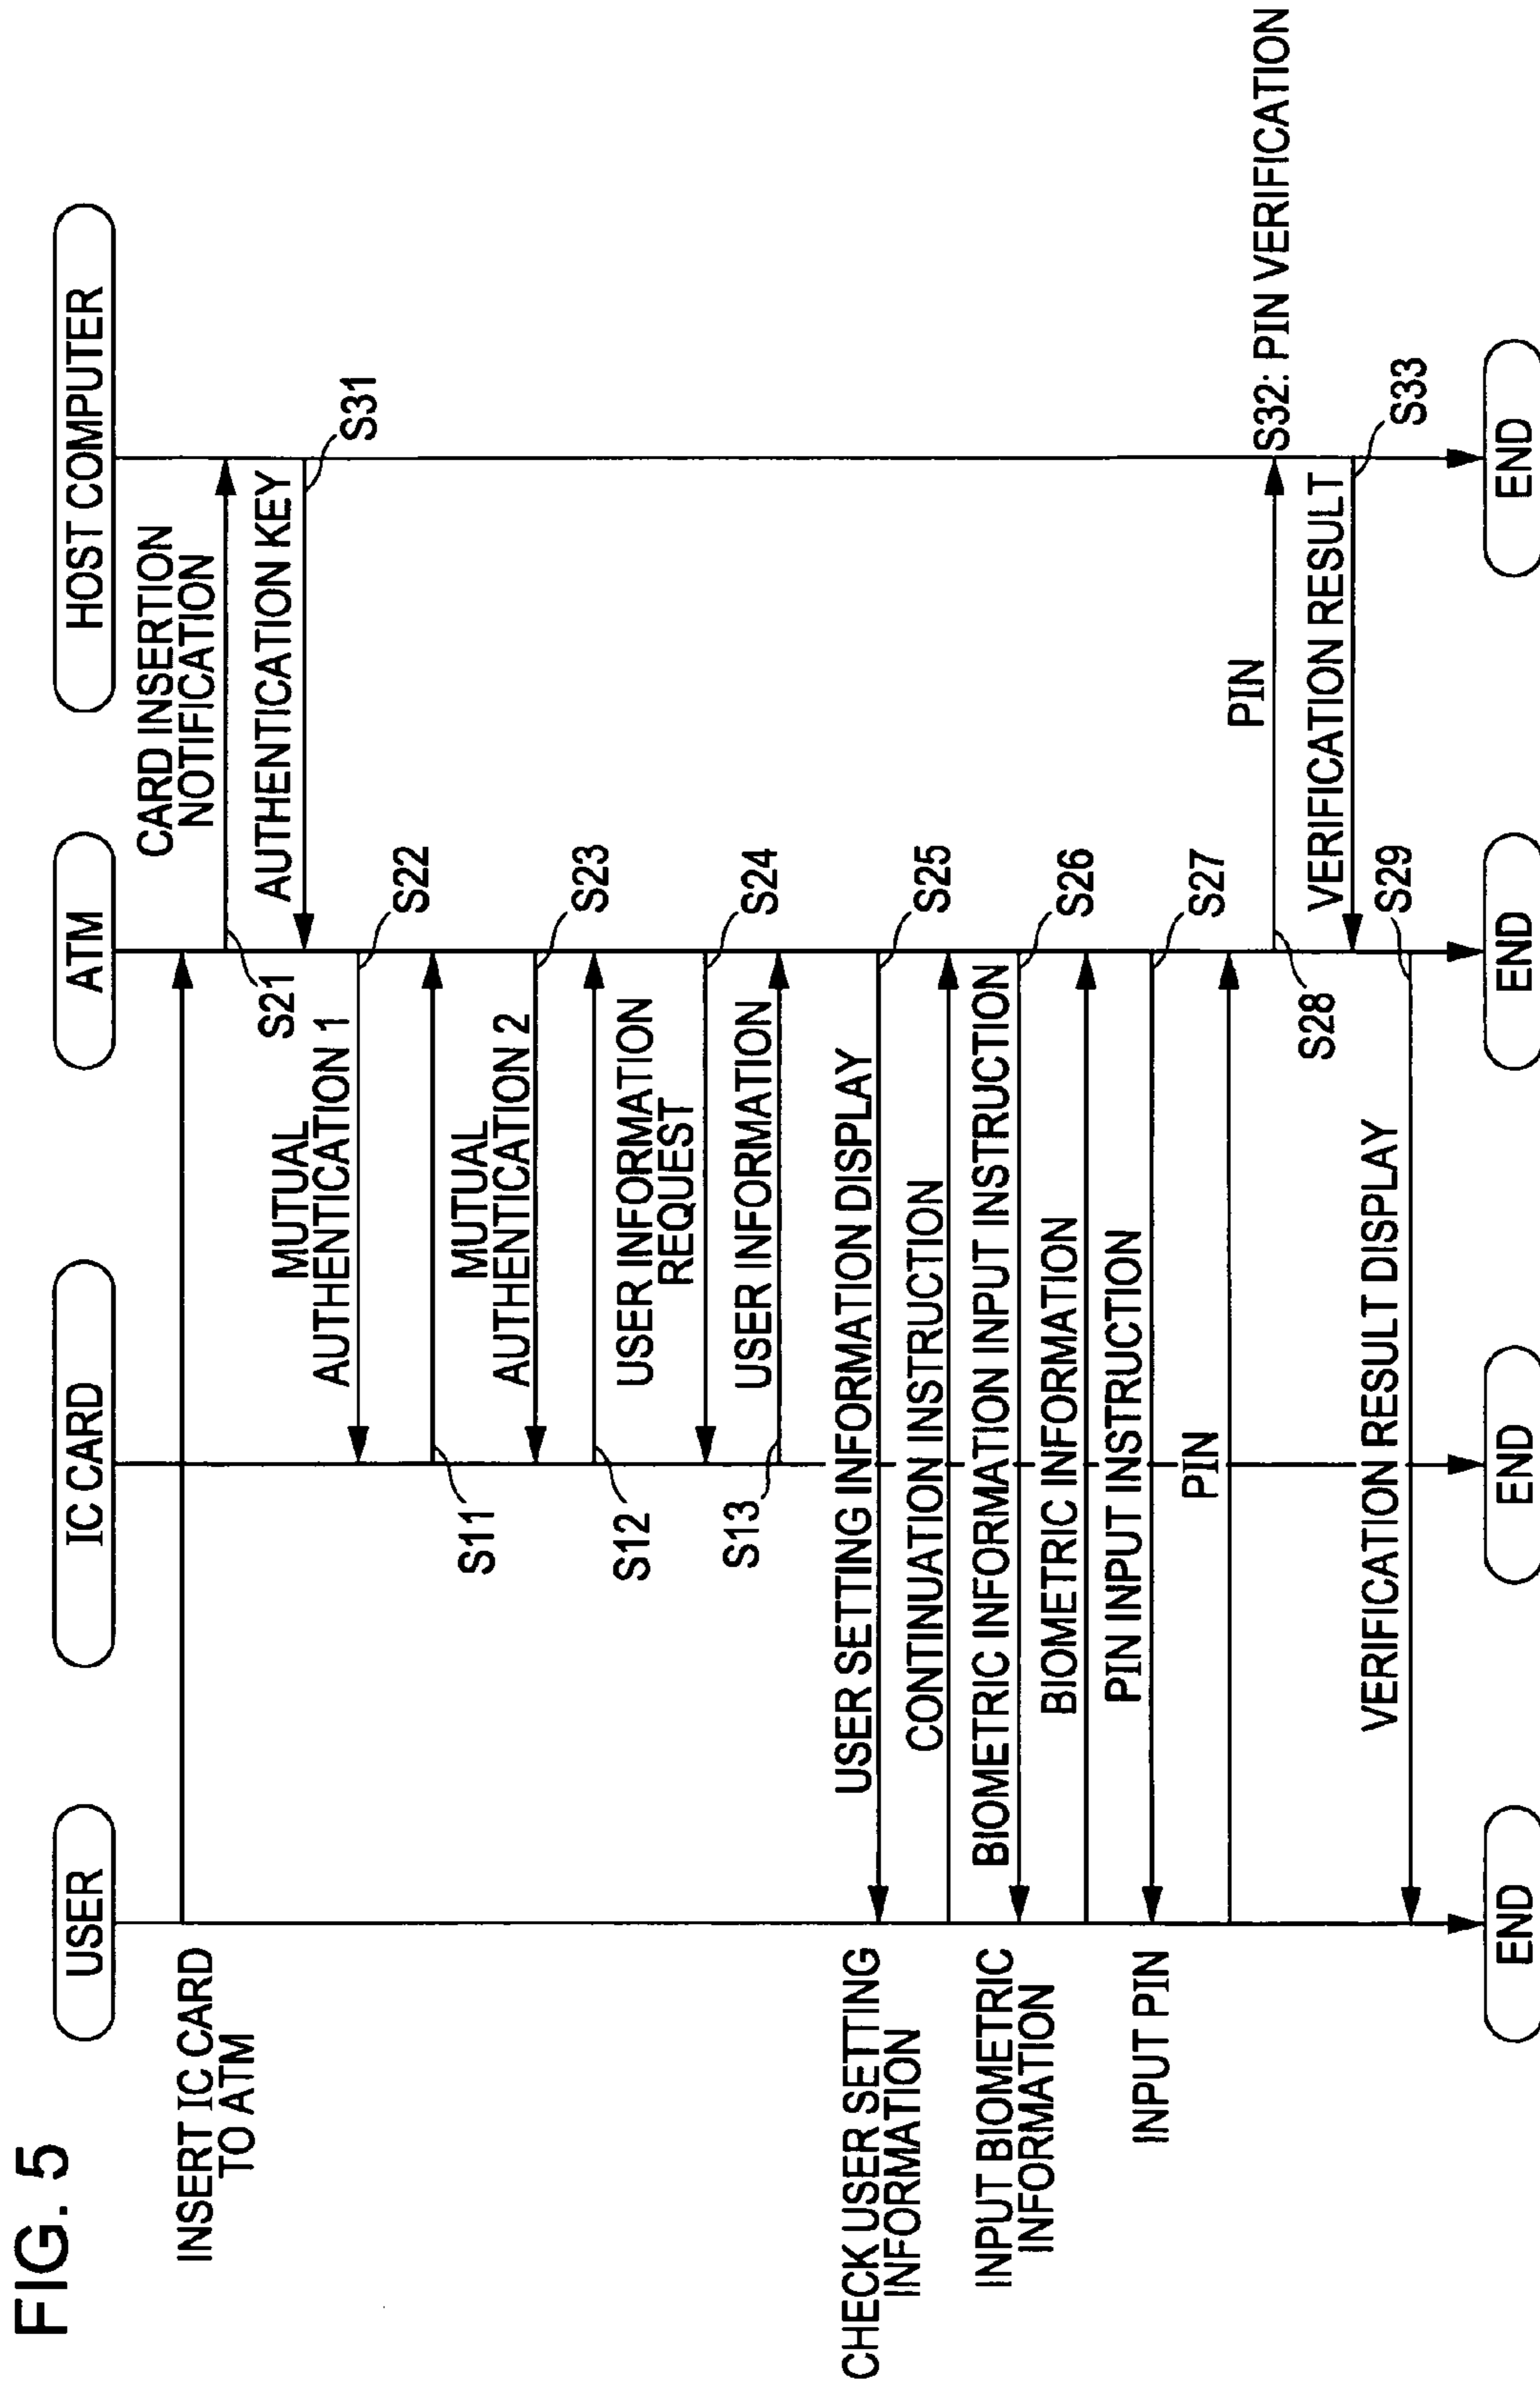 FIG. 5
USER
IC CARD
ATM
HOST COMPUTER
INSERT IC CARD
TO ATM
CARD INSERTION
NOTIFICATION
S21
AUTHENTICATION KEY
S31
MUTUAL
AUTHENTICATION 1
S22
S11
MUTUAL
AUTHENTICATION 2
S23
S12
USER INFORMATION
REQUEST
S24
USER INFORMATION
S13
USER SETTING INFORMATION DISPLAY
S25
CHECK USER SETTING
INFORMATION
CONTINUATION INSTRUCTION
BIOMETRIC INFORMATION INPUT INSTRUCTION
S26
INPUT BIOMETRIC
INFORMATION
BIOMETRIC INFORMATION
PIN INPUT INSTRUCTION
S27
INPUT PIN
PIN
PIN
S28
S32: PIN VERIFICATION
VERIFICATION RESULT
S33
VERIFICATION RESULT DISPLAY
S29
END
END
END
END